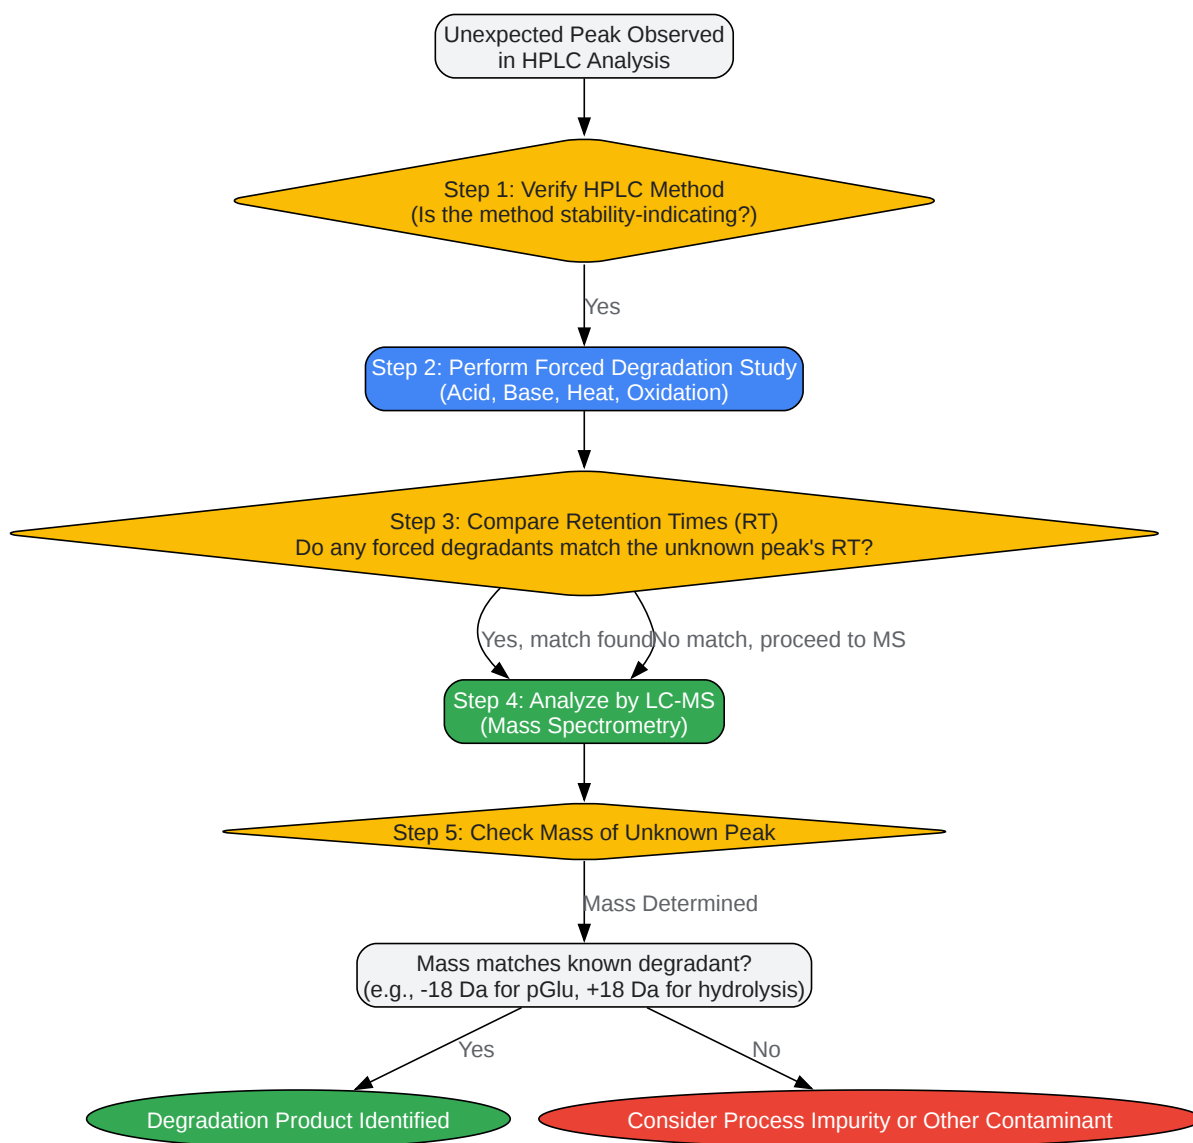 Unexpected Peak Observed
in HPLC Analysis
Step 1: Verify HPLC Method
(Is the method stability-indicating?)
Yes
Step 2: Perform Forced Degradation Study
(Acid, Base, Heat, Oxidation)
Step 3: Compare Retention Times (RT)
Do any forced degradants match the unknown peak's RT?
Yes, match found
No match, proceed to MS
Step 4: Analyze by LC-MS
(Mass Spectrometry)
Step 5: Check Mass of Unknown Peak
Mass Determined
Mass matches known degradant?
(e.g., -18 Da for pGlu, +18 Da for hydrolysis)
Yes
No
Degradation Product Identified
Consider Process Impurity or Other Contaminant